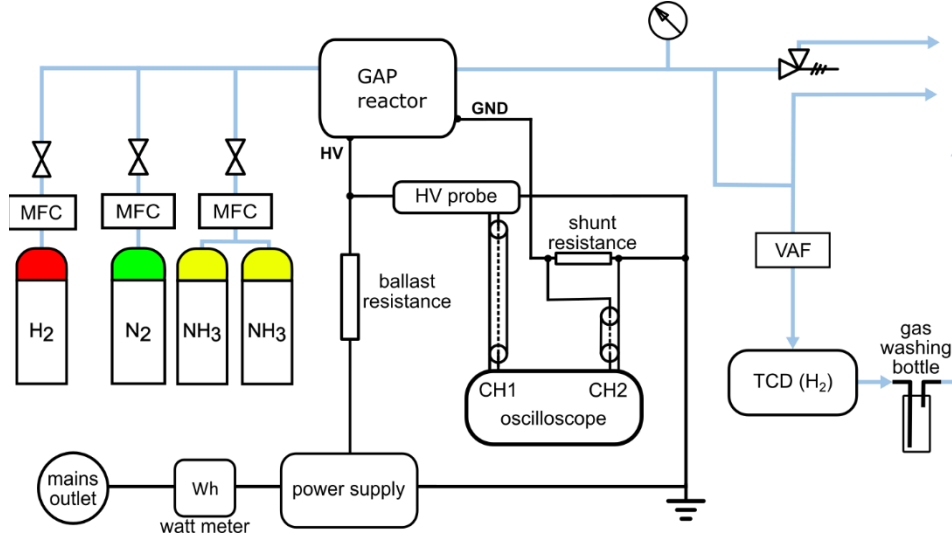 GAP
reactor
GND
HV
MFC
MFC
MFC
HV probe
shunt
resistance
VAF
ballast
resistance
H2
N2
NH3
NH3
gas
washing
bottle
TCD (H2)
CH1
CH2
oscilloscope
mains
outlet
Wh
power supply
watt meter